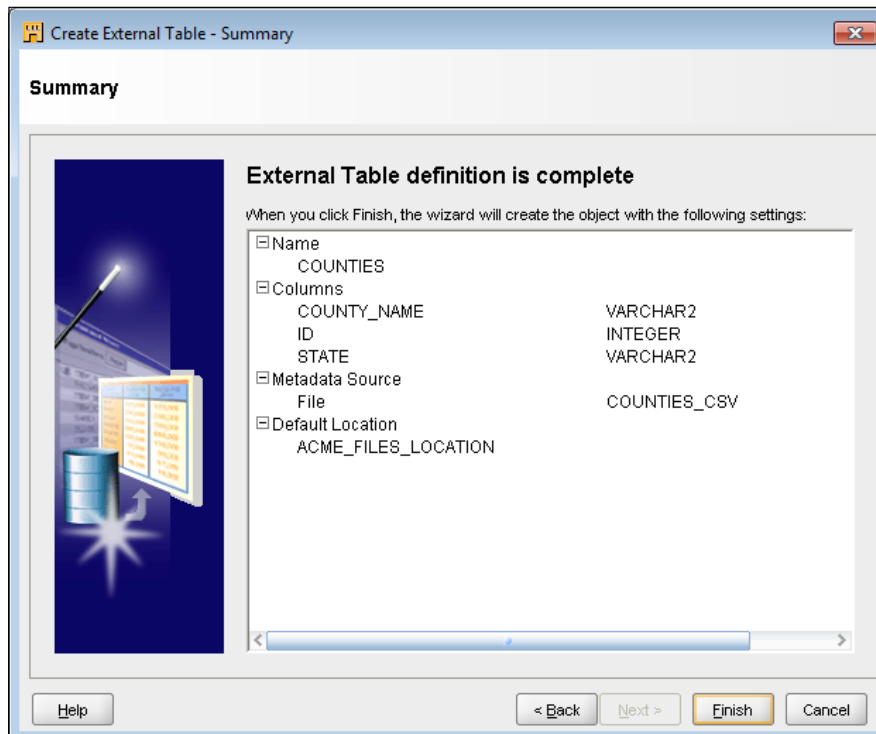 Create External Table - Summary
Summary
External Table definition is complete
When you click Finish, the wizard will create the object with the following settings:
Name
COUNTIES
Columns
COUNTY_NAME VARCHAR2
ID INTEGER
STATE VARCHAR2
Metadata Source
File COUNTIES_CSV
Default Location
ACME_FILES_LOCATION
Help < Back Next > Finish Cancel